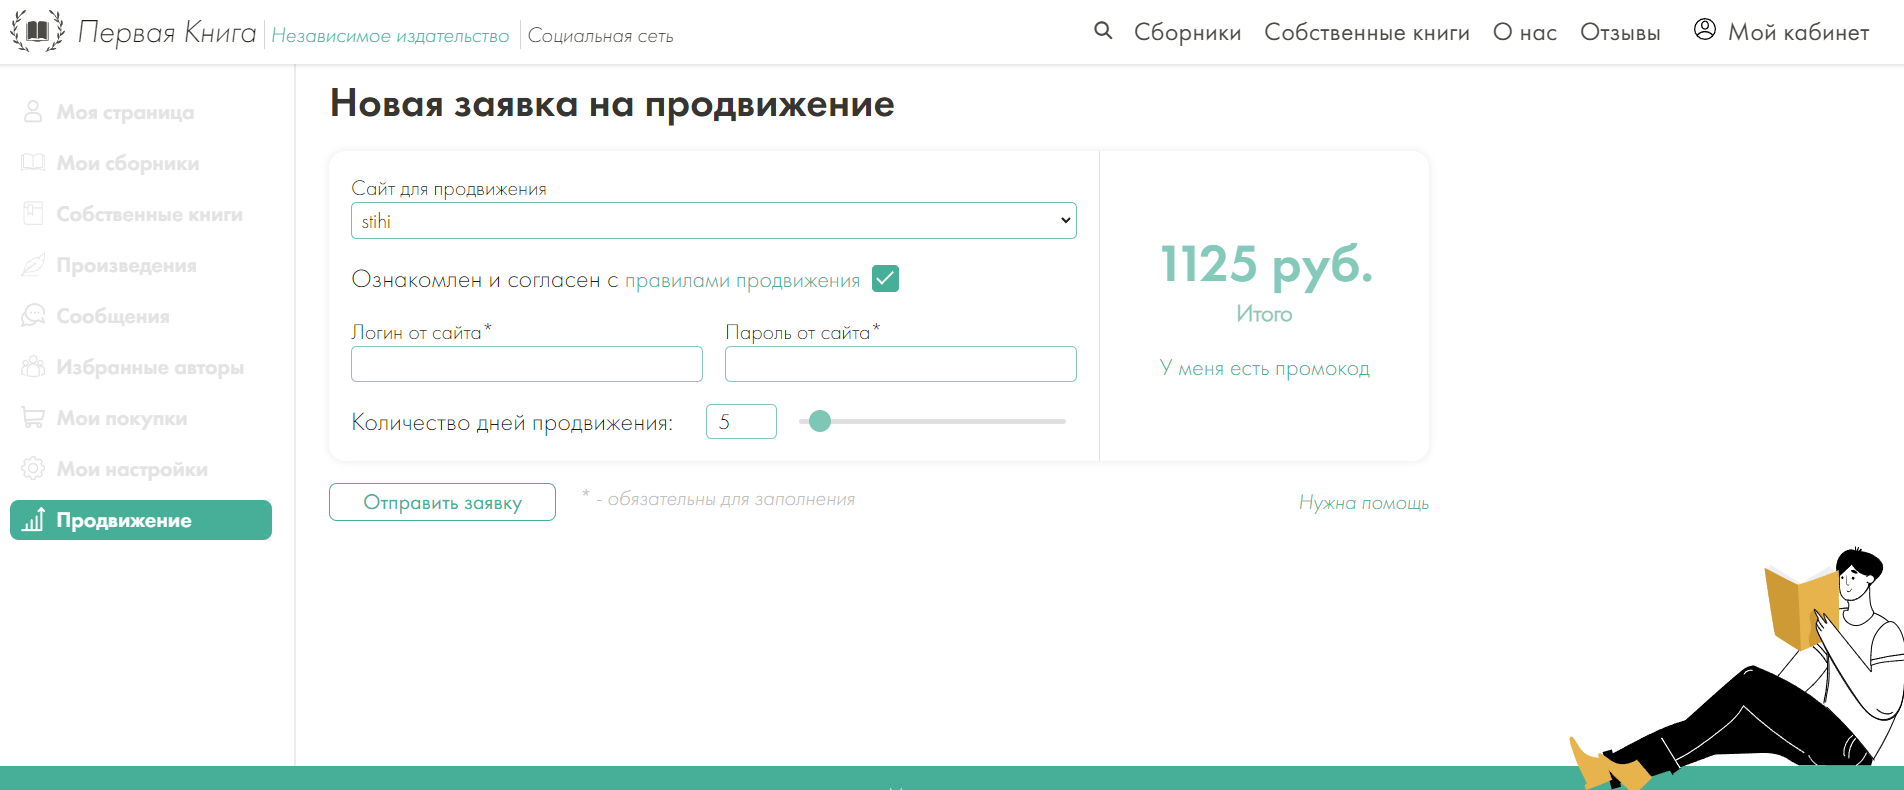 Первая Книга
Независимое издательство
Социальная сеть
Сборники
Собственные книги
О нас
Отзывы
Мой кабинет
Моя страница
Мои сборники
Собственные книги
Произведения
Сообщения
Избранные авторы
Мои покупки
Мои настройки
Продвижение
Новая заявка на продвижение
Сайт для продвижения
stihi
Ознакомлен и согласен с правилами продвижения
Логин от сайта*
Пароль от сайта*
Количество дней продвижения:
5
1125 руб.
Итого
У меня есть промокод
Отправить заявку
* - обязательны для заполнения
Нужна помощь